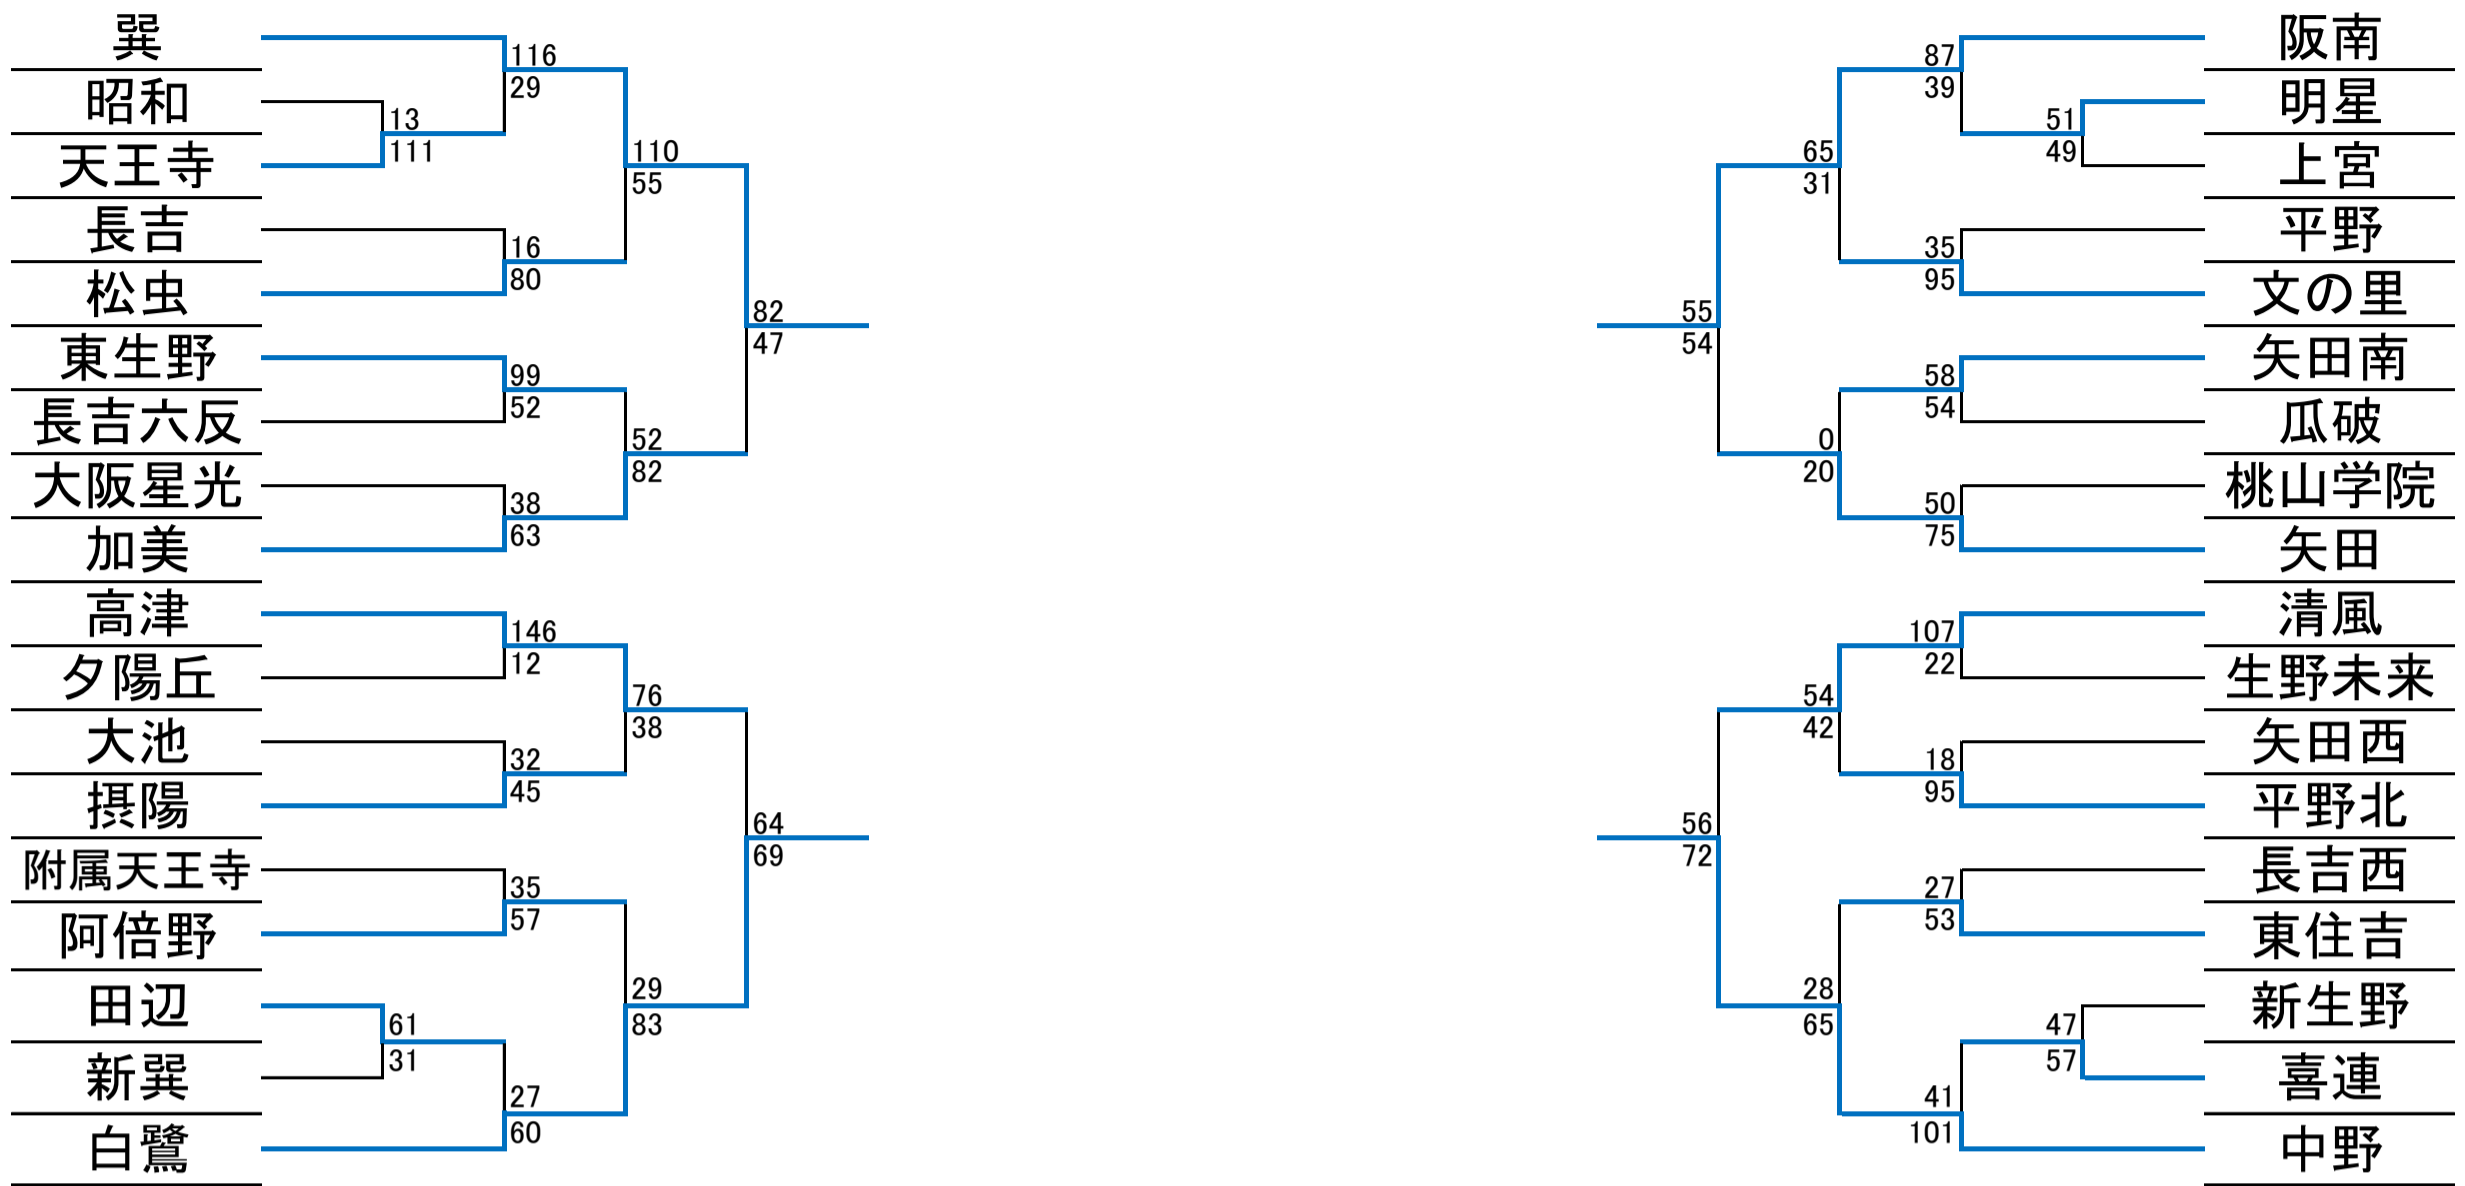 巽
昭和
天王寺
長吉
松虫
東生野
長吉六反
大阪星光
加美
高津
夕陽丘
大池
摂陽
附属天王寺
阿倍野
田辺
新巽
白鷺
13
111
61
31
116
29
16
80
99
52
38
63
146
12
32
45
35
57
27
60
110
55
52
82
76
38
29
83
82
47
64
69
55
54
56
72
65
31
0
20
54
42
28
65
87
39
35
95
58
54
50
75
107
22
18
95
27
53
41
101
51
49
47
57
阪南
明星
上宮
平野
文の里
矢田南
瓜破
桃山学院
矢田
清風
生野未来
矢田西
平野北
長吉西
東住吉
新生野
喜連
中野